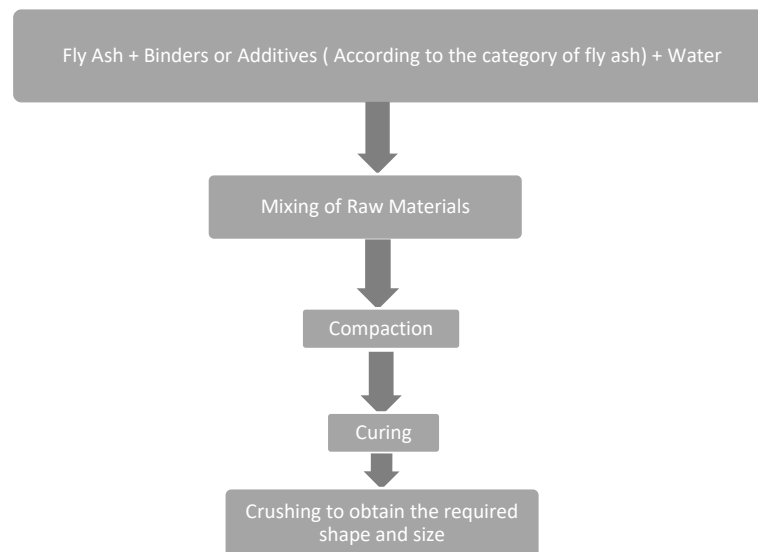 Fly Ash + Binders or Additives ( According to the category of fly ash) + Water
Mixing of Raw Materials
Compaction
Curing
Crushing to obtain the required
shape and size